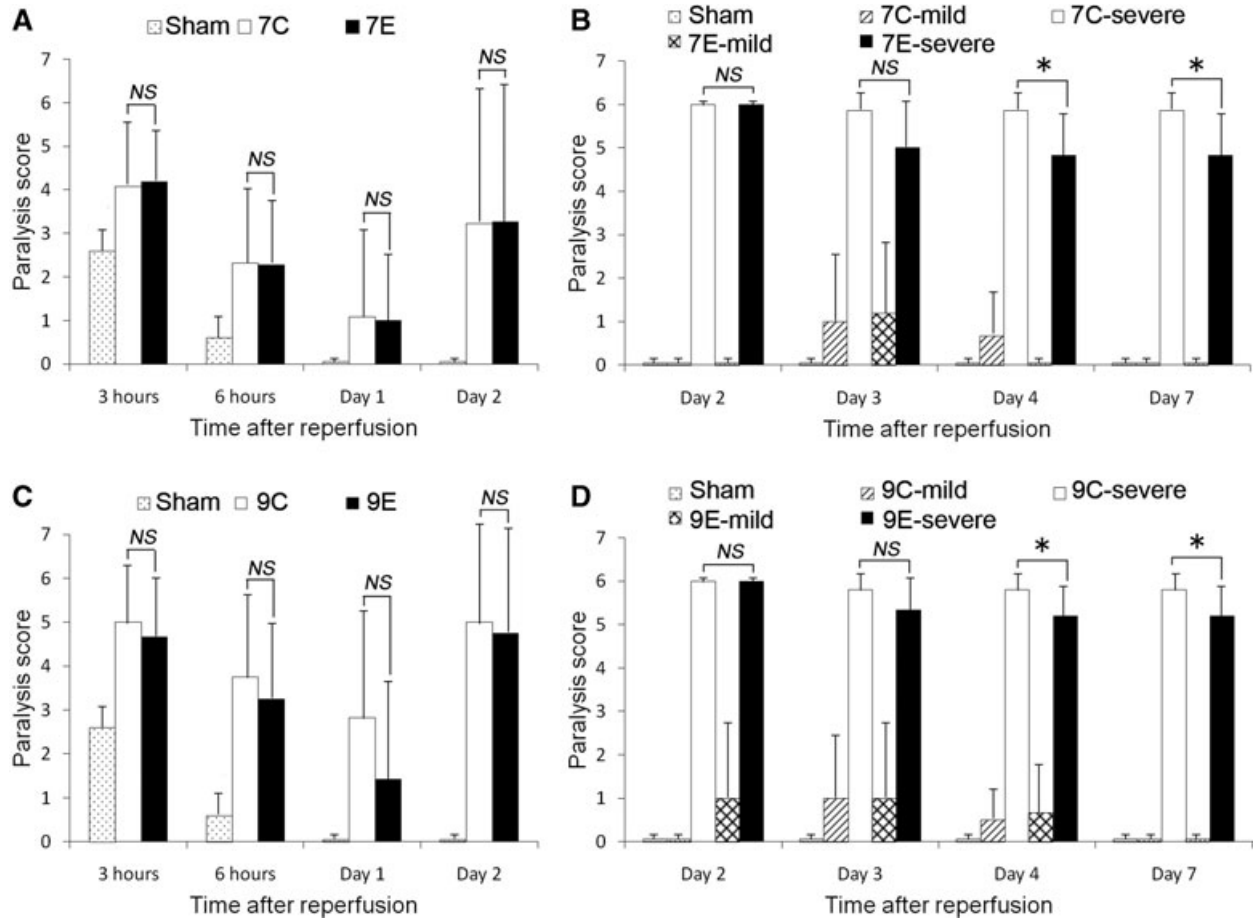 A
Sham 7C 7E
Paralysis score
7
6
5
4
3
2
1
0
NS
NS
NS
NS
3 hours 6 hours Day 1 Day 2
Time after reperfusion
B
Sham 7C-mild 7C-severe
7E-mild 7E-severe
Paralysis score
7
6
5
4
3
2
1
0
NS
NS
*
*
Day 2 Day 3 Day 4 Day 7
Time after reperfusion
C
Sham 9C 9E
Paralysis score
7
6
5
4
3
2
1
0
NS
NS
NS
NS
3 hours 6 hours Day 1 Day 2
Time after reperfusion
D
Sham 9C-mild 9C-severe
9E-mild 9E-severe
Paralysis score
7
6
5
4
3
2
1
0
NS
NS
*
*
Day 2 Day 3 Day 4 Day 7
Time after reperfusion